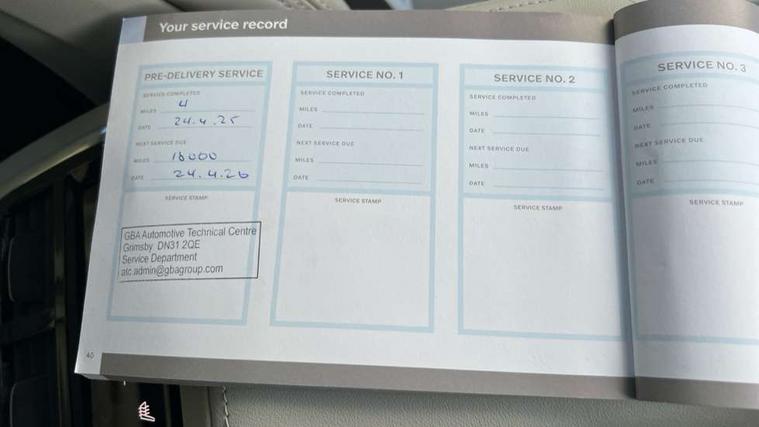 Your service record
PRE-DELIVERY SERVICE
SERVICE COMPLETED
MILES 4
DATE 24.4.25
NEXT SERVICE DUE
MILES 18000
DATE 24.4.26
SERVICE STAMP
GBA Automotive Technical Centre
Grimsby DN31 2QE
Service Department
atc.admin@gbagroup.com
SERVICE NO. 1
SERVICE COMPLETED
MILES
DATE
NEXT SERVICE DUE
MILES
DATE
SERVICE STAMP
SERVICE NO. 2
SERVICE COMPLETED
MILES
DATE
NEXT SERVICE DUE
MILES
DATE
SERVICE STAMP
SERVICE NO. 3
SERVICE COMPLETED
MILES
DATE
NEXT SERVICE DUE
MILES
DATE
SERVICE STAMP
40